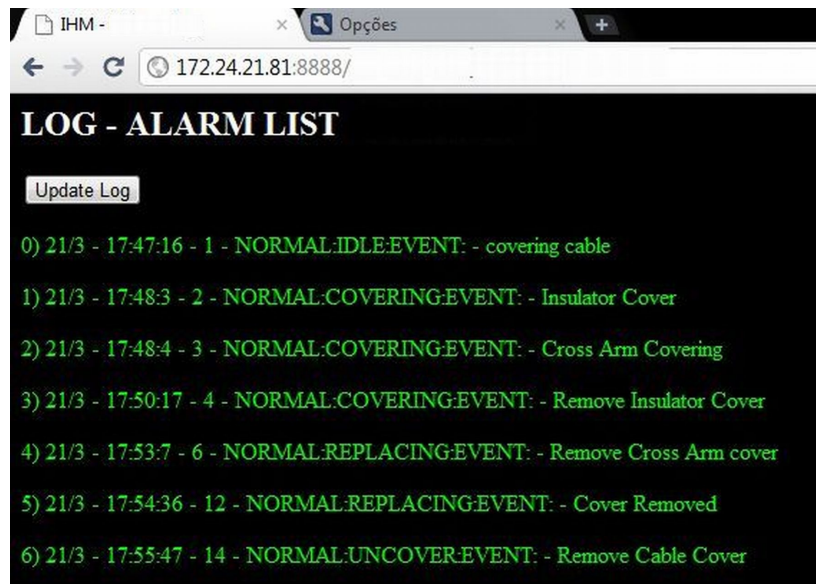 IHM -
Opções
172.24.21.81:8888/
LOG - ALARM LIST
Update Log
0) 21/3 - 17:47:16 - 1 - NORMAL:IDLE:EVENT: - covering cable
1) 21/3 - 17:48:3 - 2 - NORMAL:COVERING:EVENT: - Insulator Cover
2) 21/3 - 17:48:4 - 3 - NORMAL:COVERING:EVENT: - Cross Arm Covering
3) 21/3 - 17:50:17 - 4 - NORMAL:COVERING:EVENT: - Remove Insulator Cover
4) 21/3 - 17:53:7 - 6 - NORMAL:REPLACING:EVENT: - Remove Cross Arm cover
5) 21/3 - 17:54:36 - 12 - NORMAL:REPLACING:EVENT: - Cover Removed
6) 21/3 - 17:55:47 - 14 - NORMAL:UNCOVER:EVENT: - Remove Cable Cover